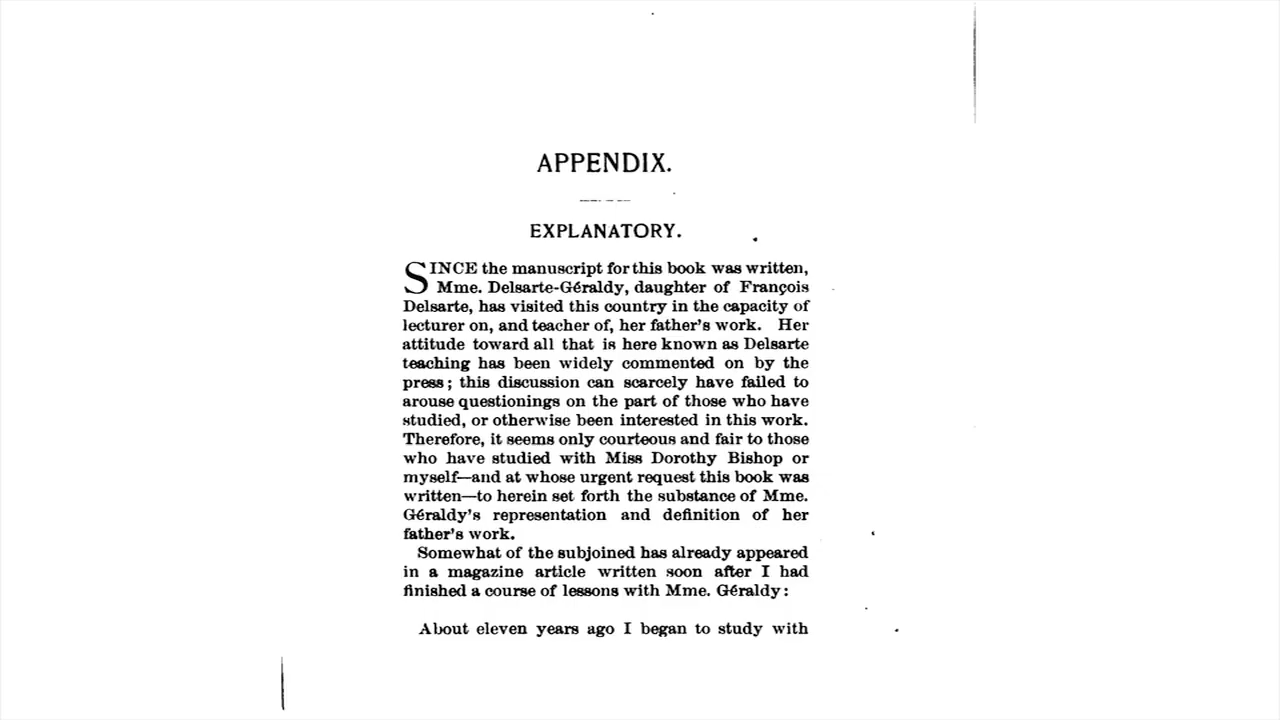 APPENDIX.
EXPLANATORY.
SINCE the manuscript for this book was written,
Mme. Delsarte-Géraldy, daughter of François
Delsarte, has visited this country in the capacity of
lecturer on, and teacher of, her father's work. Her
attitude toward all that is here known as Delsarte
teaching has been widely commented on by the
press; this discussion can scarcely have failed to
arouse questionings on the part of those who have
studied, or otherwise been interested in this work.
Therefore, it seems only courteous and fair to those
who have studied with Miss Dorothy Bishop or
myself—and at whose urgent request this book was
written—to herein set forth the substance of Mme.
Géraldy's representation and definition of her
father's work.
Somewhat of the subjoined has already appeared
in a magazine article written soon after I had
finished a course of lessons with Mme. Géraldy:
About eleven years ago I began to study with